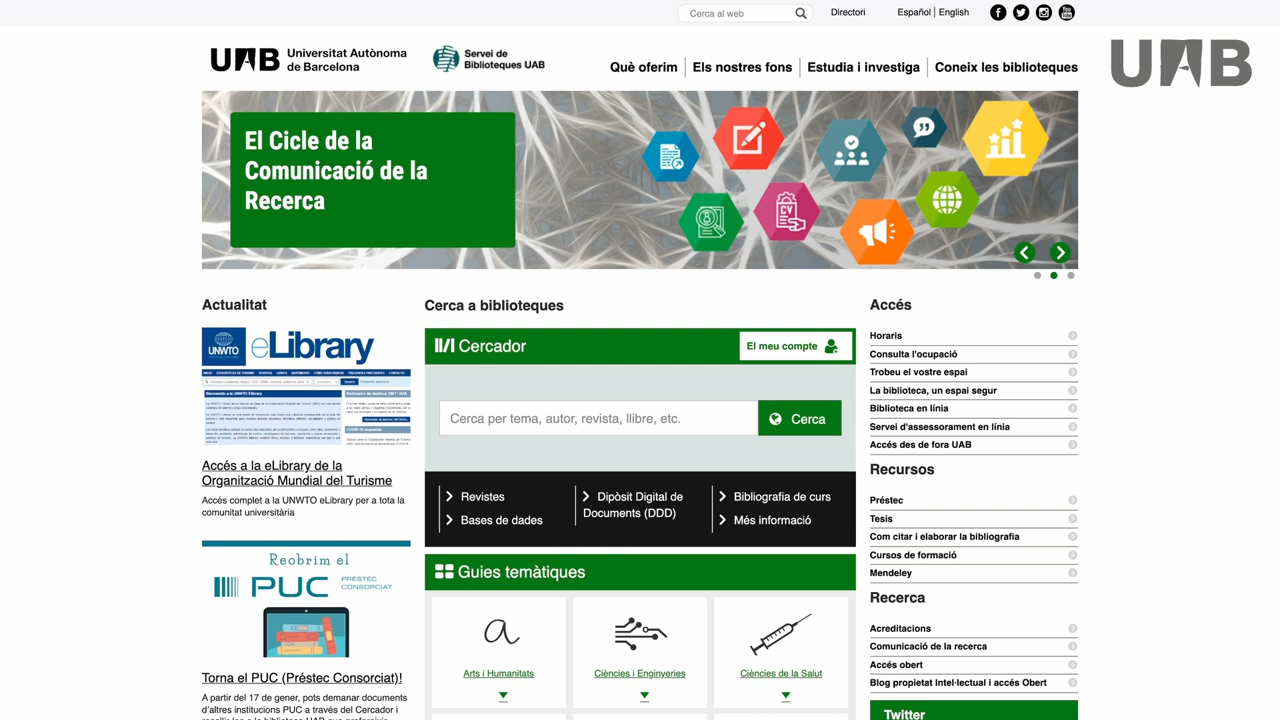 Cerca al web
Directori
Español | English
UAB Universitat Autònoma
de Barcelona
Servei de
Biblioteques UAB
Què oferim
Els nostres fons
Estudia i investiga
Coneix les biblioteques
UAB
El Cicle de la
Comunicació de la
Recerca
CV
Actualitat
UNWTO
eLibrary
Accés a la eLibrary de la
Organització Mundial del Turisme
Accés complet a la UNWTO eLibrary per a tota la
comunitat universitària
Reobrim el
PUC
PRÉSTEC
CONSORCIAT
Torna el PUC (Préstec Consorciat)!
A partir del 17 de gener, pots demanar documents
d'altres institucions PUC a través del Cercador i
Cerca a biblioteques
Cercador
El meu compte
Cerca per tema, autor, revista, llibre, etc.
Cerca
Revistes
Bases de dades
Dipòsit Digital de
Documents (DDD)
Bibliografia de curs
Més informació
Guies temàtiques
Arts i Humanitats
Ciències i Enginyeries
Ciències de la Salut
Accés
Horaris
Consulta l'ocupació
Trobeu el vostre espai
La biblioteca, un espai segur
Biblioteca en línia
Servei d'assessorament en línia
Accés des de fora UAB
Recursos
Préstec
Tesis
Com citar i elaborar la bibliografia
Cursos de formació
Mendeley
Recerca
Acreditacions
Comunicació de la recerca
Accés obert
Blog propietat Intel·lectual i accés Obert
Twitter